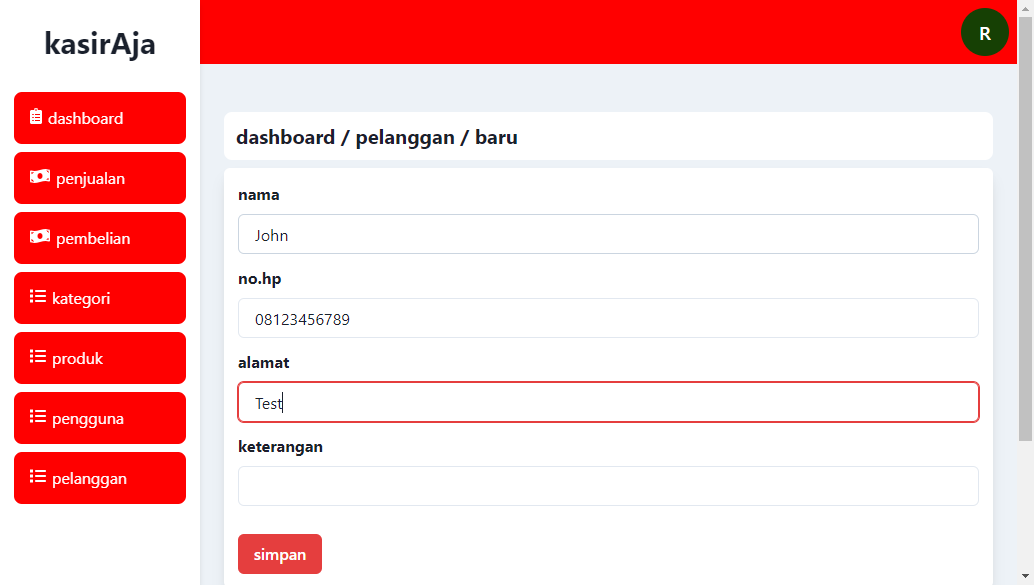 kasirAja
R
dashboard
penjualan
pembelian
kategori
produk
pengguna
pelanggan
dashboard / pelanggan / baru
nama
John
no.hp
08123456789
alamat
Test
keterangan
simpan